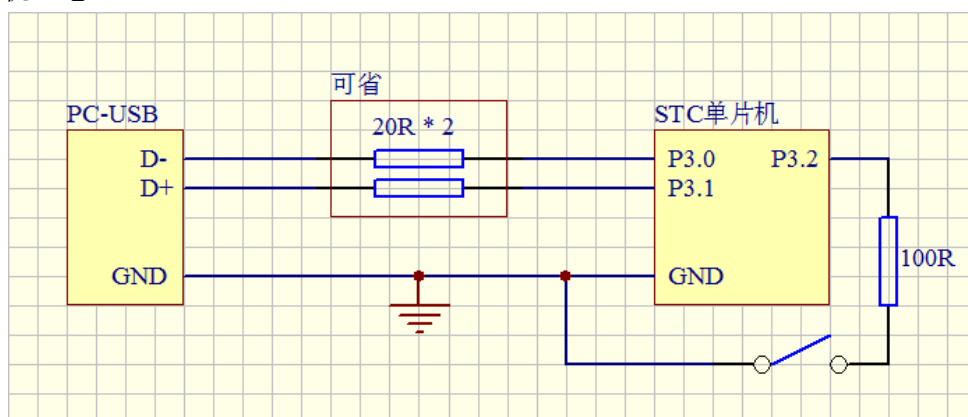 可省
PC-USB
STC单片机
20R * 2
D-
P3.0
P3.2
D+
P3.1
100R
GND
GND